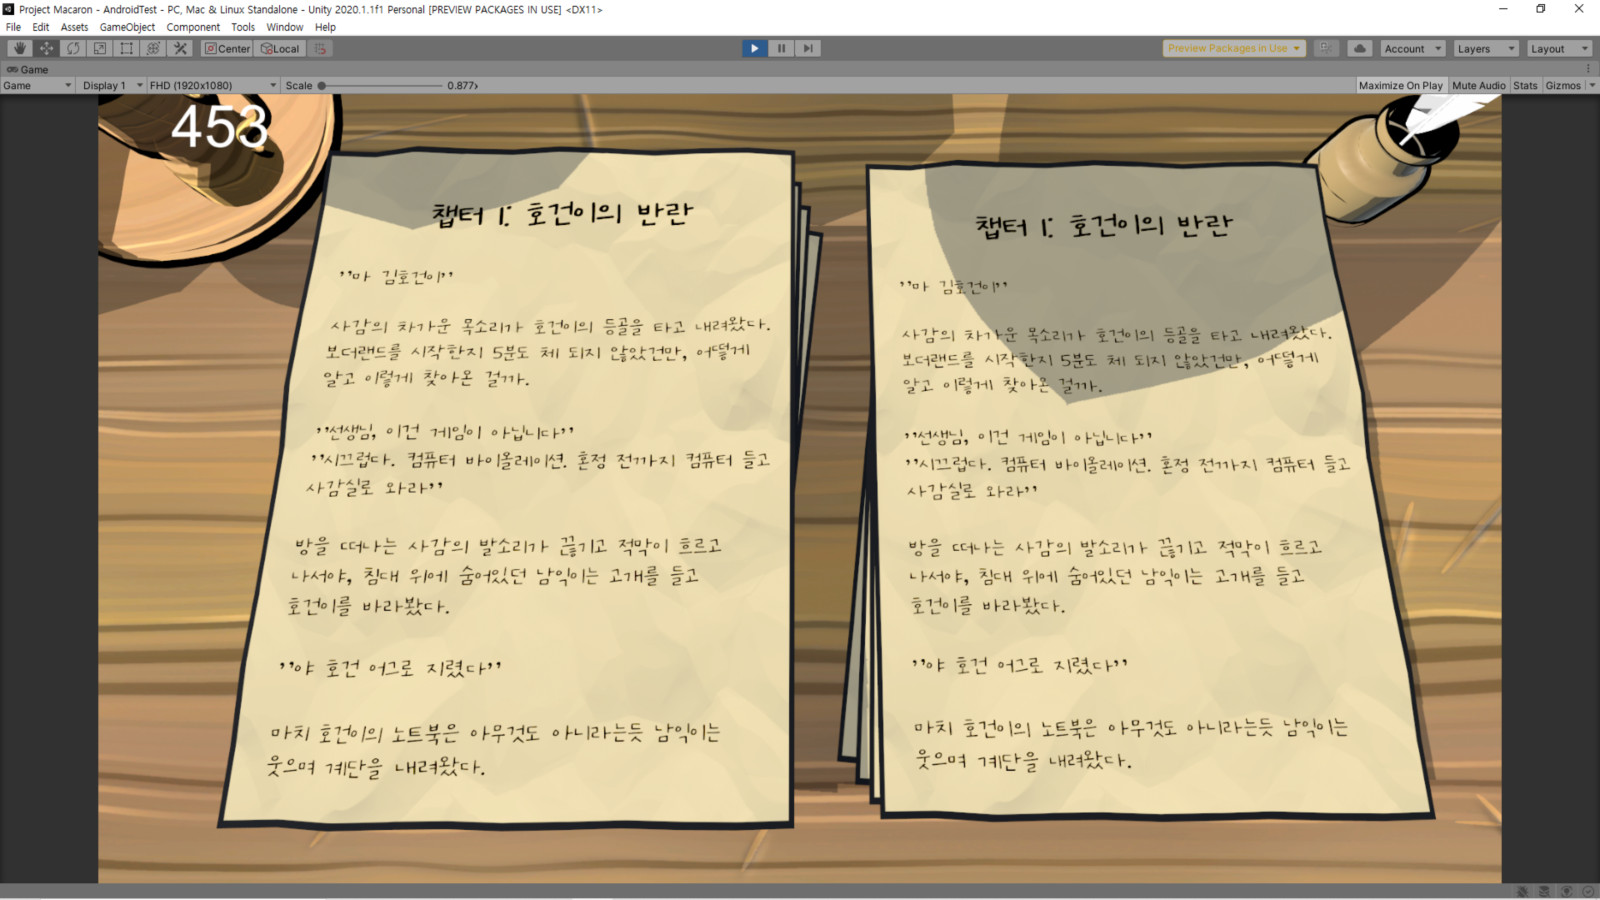 Project Macaron - AndroidTest - PC, Mac & Linux Standalone - Unity 2020.1.1f1 Personal [PREVIEW PACKAGES IN USE] <DX11>
File Edit Assets GameObject Component Tools Window Help
Center Local Preview Packages in Use Account Layers Layout
Game
Game Display 1 FHD (1920x1080) Scale 0.877x Maximize On Play Mute Audio Stats Gizmos
453
챕터 1: 호건이의 반란
"마 김호건이"
사감의 차가운 목소리가 호건이의 등골을 타고 내려왔다.
보더랜드를 시작한지 5분도 체 되지 않았건만, 어떻게
알고 이렇게 찾아온 걸까.
"선생님, 이건 게임이 아닙니다"
"시끄럽다. 컴퓨터 바이올레이션. 혼정 전까지 컴퓨터 들고
사감실로 와라"
방을 떠나는 사감의 발소리가 끊기고 적막이 흐르고
나서야, 침대 위에 숨어있던 남익이는 고개를 들고
호건이를 바라봤다.
"야 호건 어그로 지렸다"
마치 호건이의 노트북은 아무것도 아니라는듯 남익이는
웃으며 계단을 내려왔다.
챕터 1: 호건이의 반란
"마 김호건이"
사감의 차가운 목소리가 호건이의 등골을 타고 내려왔다.
보더랜드를 시작한지 5분도 체 되지 않았건만, 어떻게
알고 이렇게 찾아온 걸까.
"선생님, 이건 게임이 아닙니다"
"시끄럽다. 컴퓨터 바이올레이션. 혼정 전까지 컴퓨터 들고
사감실로 와라"
방을 떠나는 사감의 발소리가 끊기고 적막이 흐르고
나서야, 침대 위에 숨어있던 남익이는 고개를 들고
호건이를 바라봤다.
"야 호건 어그로 지렸다"
마치 호건이의 노트북은 아무것도 아니라는듯 남익이는
웃으며 계단을 내려왔다.